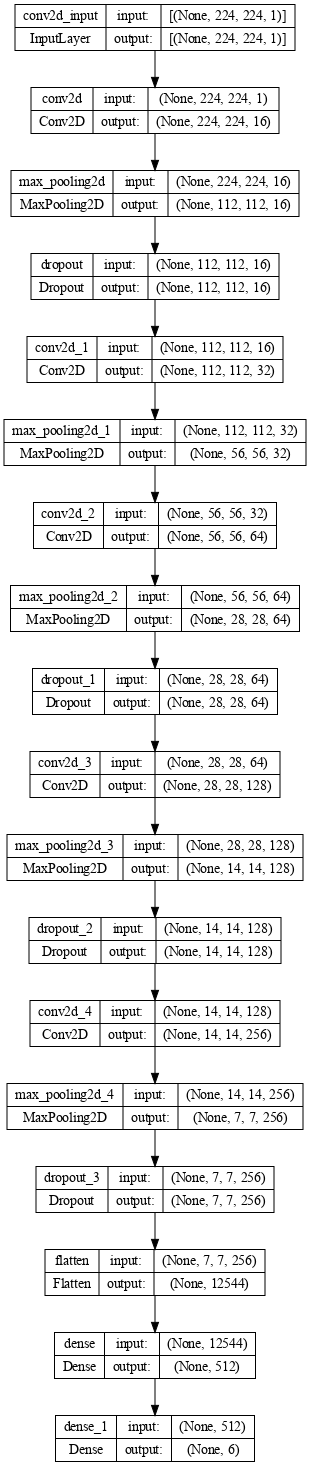 conv2d_input input: [(None, 224, 224, 1)]
InputLayer output: [(None, 224, 224, 1)]
conv2d input: (None, 224, 224, 1)
Conv2D output: (None, 224, 224, 16)
max_pooling2d input: (None, 224, 224, 16)
MaxPooling2D output: (None, 112, 112, 16)
dropout input: (None, 112, 112, 16)
Dropout output: (None, 112, 112, 16)
conv2d_1 input: (None, 112, 112, 16)
Conv2D output: (None, 112, 112, 32)
max_pooling2d_1 input: (None, 112, 112, 32)
MaxPooling2D output: (None, 56, 56, 32)
conv2d_2 input: (None, 56, 56, 32)
Conv2D output: (None, 56, 56, 64)
max_pooling2d_2 input: (None, 56, 56, 64)
MaxPooling2D output: (None, 28, 28, 64)
dropout_1 input: (None, 28, 28, 64)
Dropout output: (None, 28, 28, 64)
conv2d_3 input: (None, 28, 28, 64)
Conv2D output: (None, 28, 28, 128)
max_pooling2d_3 input: (None, 28, 28, 128)
MaxPooling2D output: (None, 14, 14, 128)
dropout_2 input: (None, 14, 14, 128)
Dropout output: (None, 14, 14, 128)
conv2d_4 input: (None, 14, 14, 128)
Conv2D output: (None, 14, 14, 256)
max_pooling2d_4 input: (None, 14, 14, 256)
MaxPooling2D output: (None, 7, 7, 256)
dropout_3 input: (None, 7, 7, 256)
Dropout output: (None, 7, 7, 256)
flatten input: (None, 7, 7, 256)
Flatten output: (None, 12544)
dense input: (None, 12544)
Dense output: (None, 512)
dense_1 input: (None, 512)
Dense output: (None, 6)